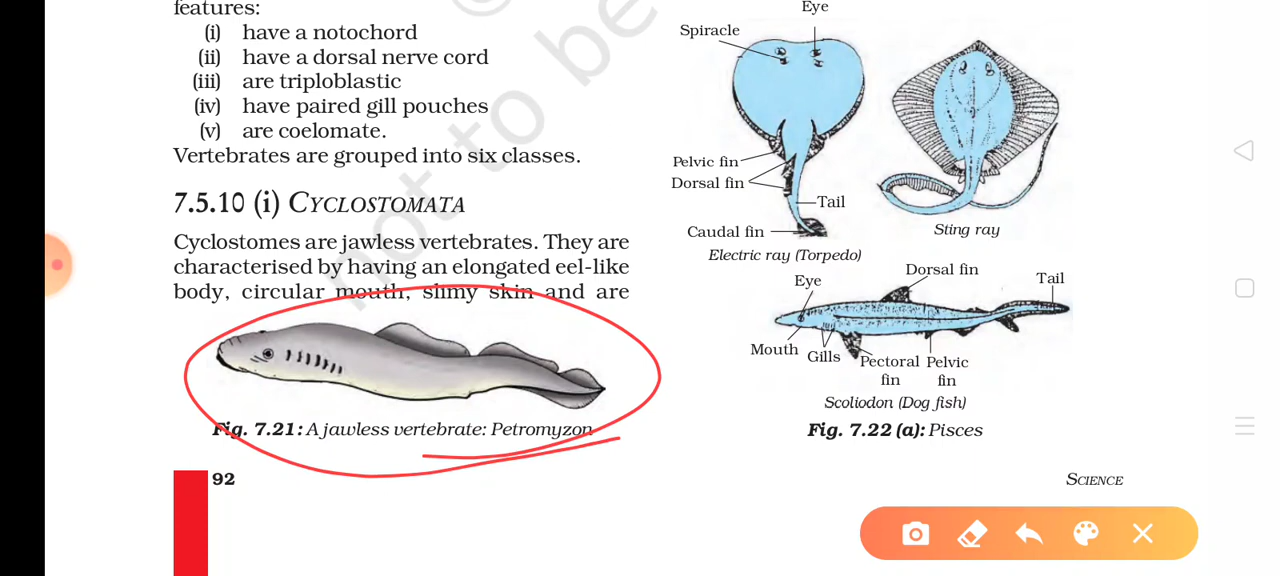 features:
(i) have a notochord
(ii) have a dorsal nerve cord
(iii) are triploblastic
(iv) have paired gill pouches
(v) are coelomate.
Vertebrates are grouped into six classes.
7.5.10 (i) CYCLOSTOMATA
Cyclostomes are jawless vertebrates. They are
characterised by having an elongated eel-like
body, circular mouth, slimy skin and are
Fig. 7.21: A jawless vertebrate: Petromyzon
92
not to be
Eye
Spiracle
Pelvic fin
Dorsal fin
Tail
Caudal fin
Electric ray (Torpedo)
Sting ray
Dorsal fin
Eye
Tail
Mouth
Gills
Pectoral fin
Pelvic fin
Scoliodon (Dog fish)
Fig. 7.22 (a): Pisces
SCIENCE